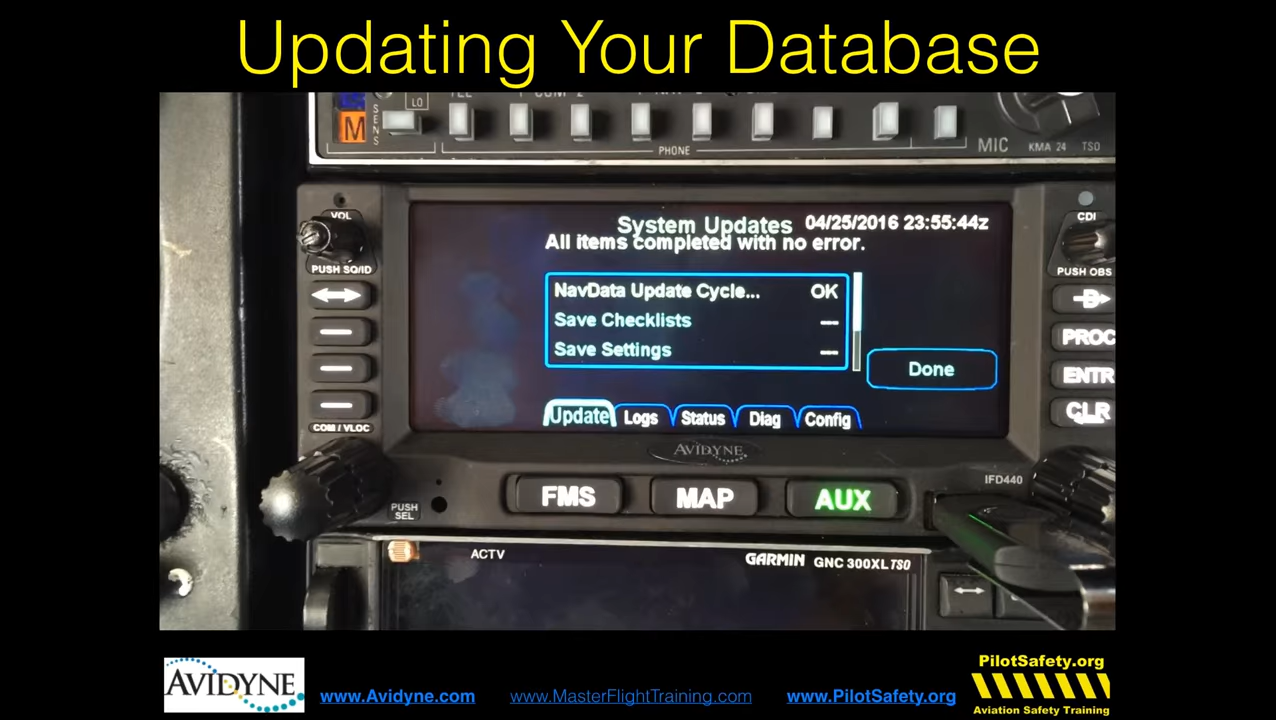 Updating Your Database
LO
SENS
M
PHONE
MIC
KMA 24
TSO
VOL
PUSH SQ/ID
System Updates 04/25/2016 23:55:44z
All items completed with no error.
CDI
PUSH OBS
NavData Update Cycle... OK
Save Checklists ---
Save Settings ---
Done
PROC
ENTR
CLR
COM / VLOC
Update Logs Status Diag Config
AVIDYNE
IFD440
PUSH SEL
FMS MAP AUX
ACTV
GARMIN GNC 300XL TSO
AVIDYNE
www.Avidyne.com www.MasterFlightTraining.com www.PilotSafety.org
PilotSafety.org
Aviation Safety Training